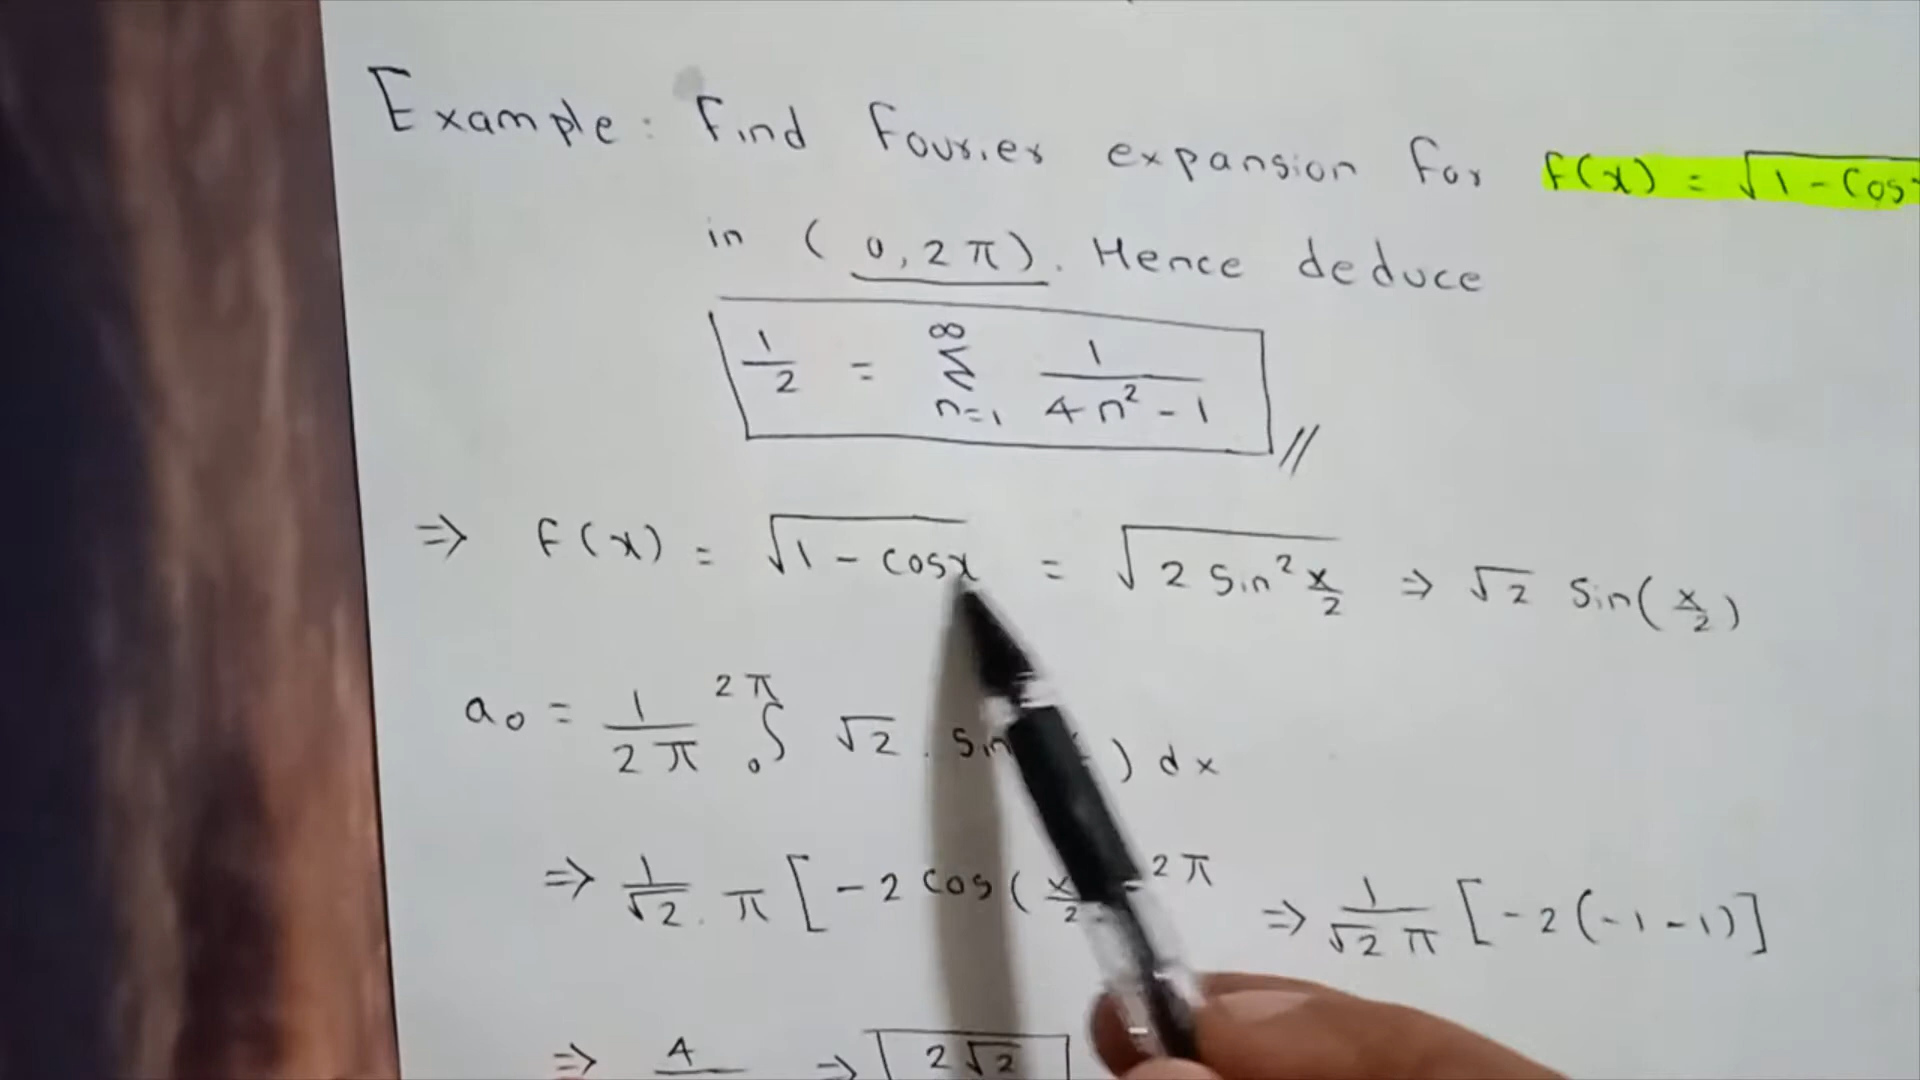 Example: Find Fourier expansion for f(x) = √1 - Cos
in (0, 2π). Hence deduce
1/2 = ∞ Σ n=1 1/4n² - 1 //
⇒ f(x) = √1 - cosx = √2 Sin² x/2 ⇒ √2 Sin(x/2)
a₀ = 1/2π ∫₀^2π √2 . Sin ) dx
⇒ 1/√2 . π [-2 cos(x/2 2π ⇒ 1/√2 π [-2(-1-1)]
⇒ 4 ⇒ 2√2